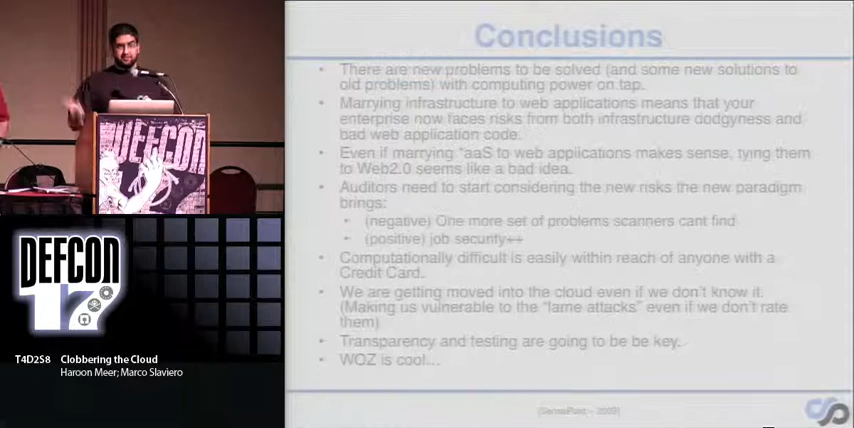 Conclusions
• There are new problems to be solved (and some new solutions to
old problems) with computing power on tap.
• Marrying infrastructure to web applications means that your
enterprise now faces risks from both infrastructure dodgyness and
bad web application code.
• Even if marrying *aaS to web applications makes sense, tying them
to Web2.0 seems like a bad idea.
• Auditors need to start considering the new risks the new paradigm
brings:
• (negative) One more set of problems scanners cant find
• (positive) job security++
• Computationally difficult is easily within reach of anyone with a
Credit Card.
• We are getting moved into the cloud even if we don't know it.
(Making us vulnerable to the "lame attacks" even if we don't rate
them)
• Transparency and testing are going to be be key..
• WOZ is cool...
[SensePost – 2009]
DEFCON
DEFCON
17
T4D2S8 Clobbering the Cloud
Haroon Meer; Marco Slaviero